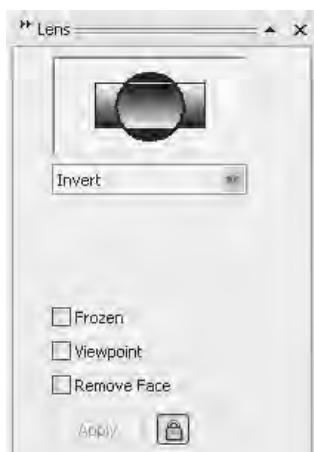 Lens
Invert
Frozen
Viewpoint
Remove Face
Apply